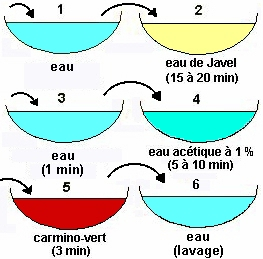 1
2
eau
eau de Javel
(15 à 20 min)
3
4
eau
(1 min)
eau acétique à 1 %
(5 à 10 min)
5
6
carmino-vert
(3 min)
eau
(lavage)